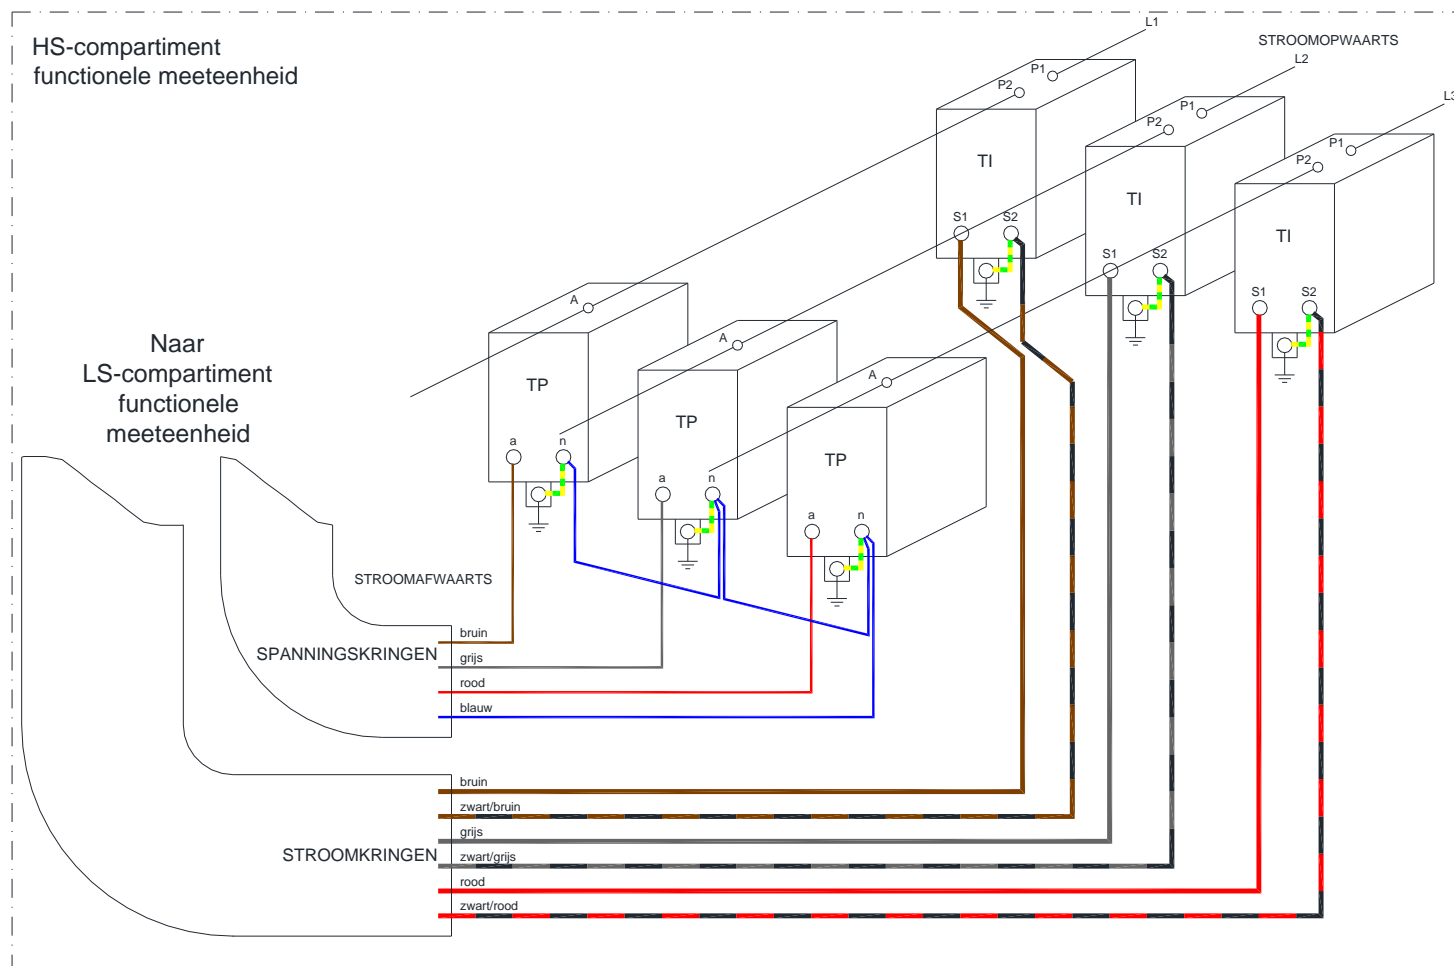 HS-compartiment
functionele meeteenheid
L1
STROOMOPWAARTS
L2
L3
P1
P2
TI
S1
S2
P1
P2
TI
S1
S2
P1
P2
TI
S1
S2
A
TP
a
n
A
TP
a
n
A
TP
a
n
Naar
LS-compartiment
functionele
meeteenheid
STROOMAFWAARTS
SPANNINGSKRINGEN
bruin
grijs
rood
blauw
STROOMKRINGEN
bruin
zwart/bruin
grijs
zwart/grijs
rood
zwart/rood